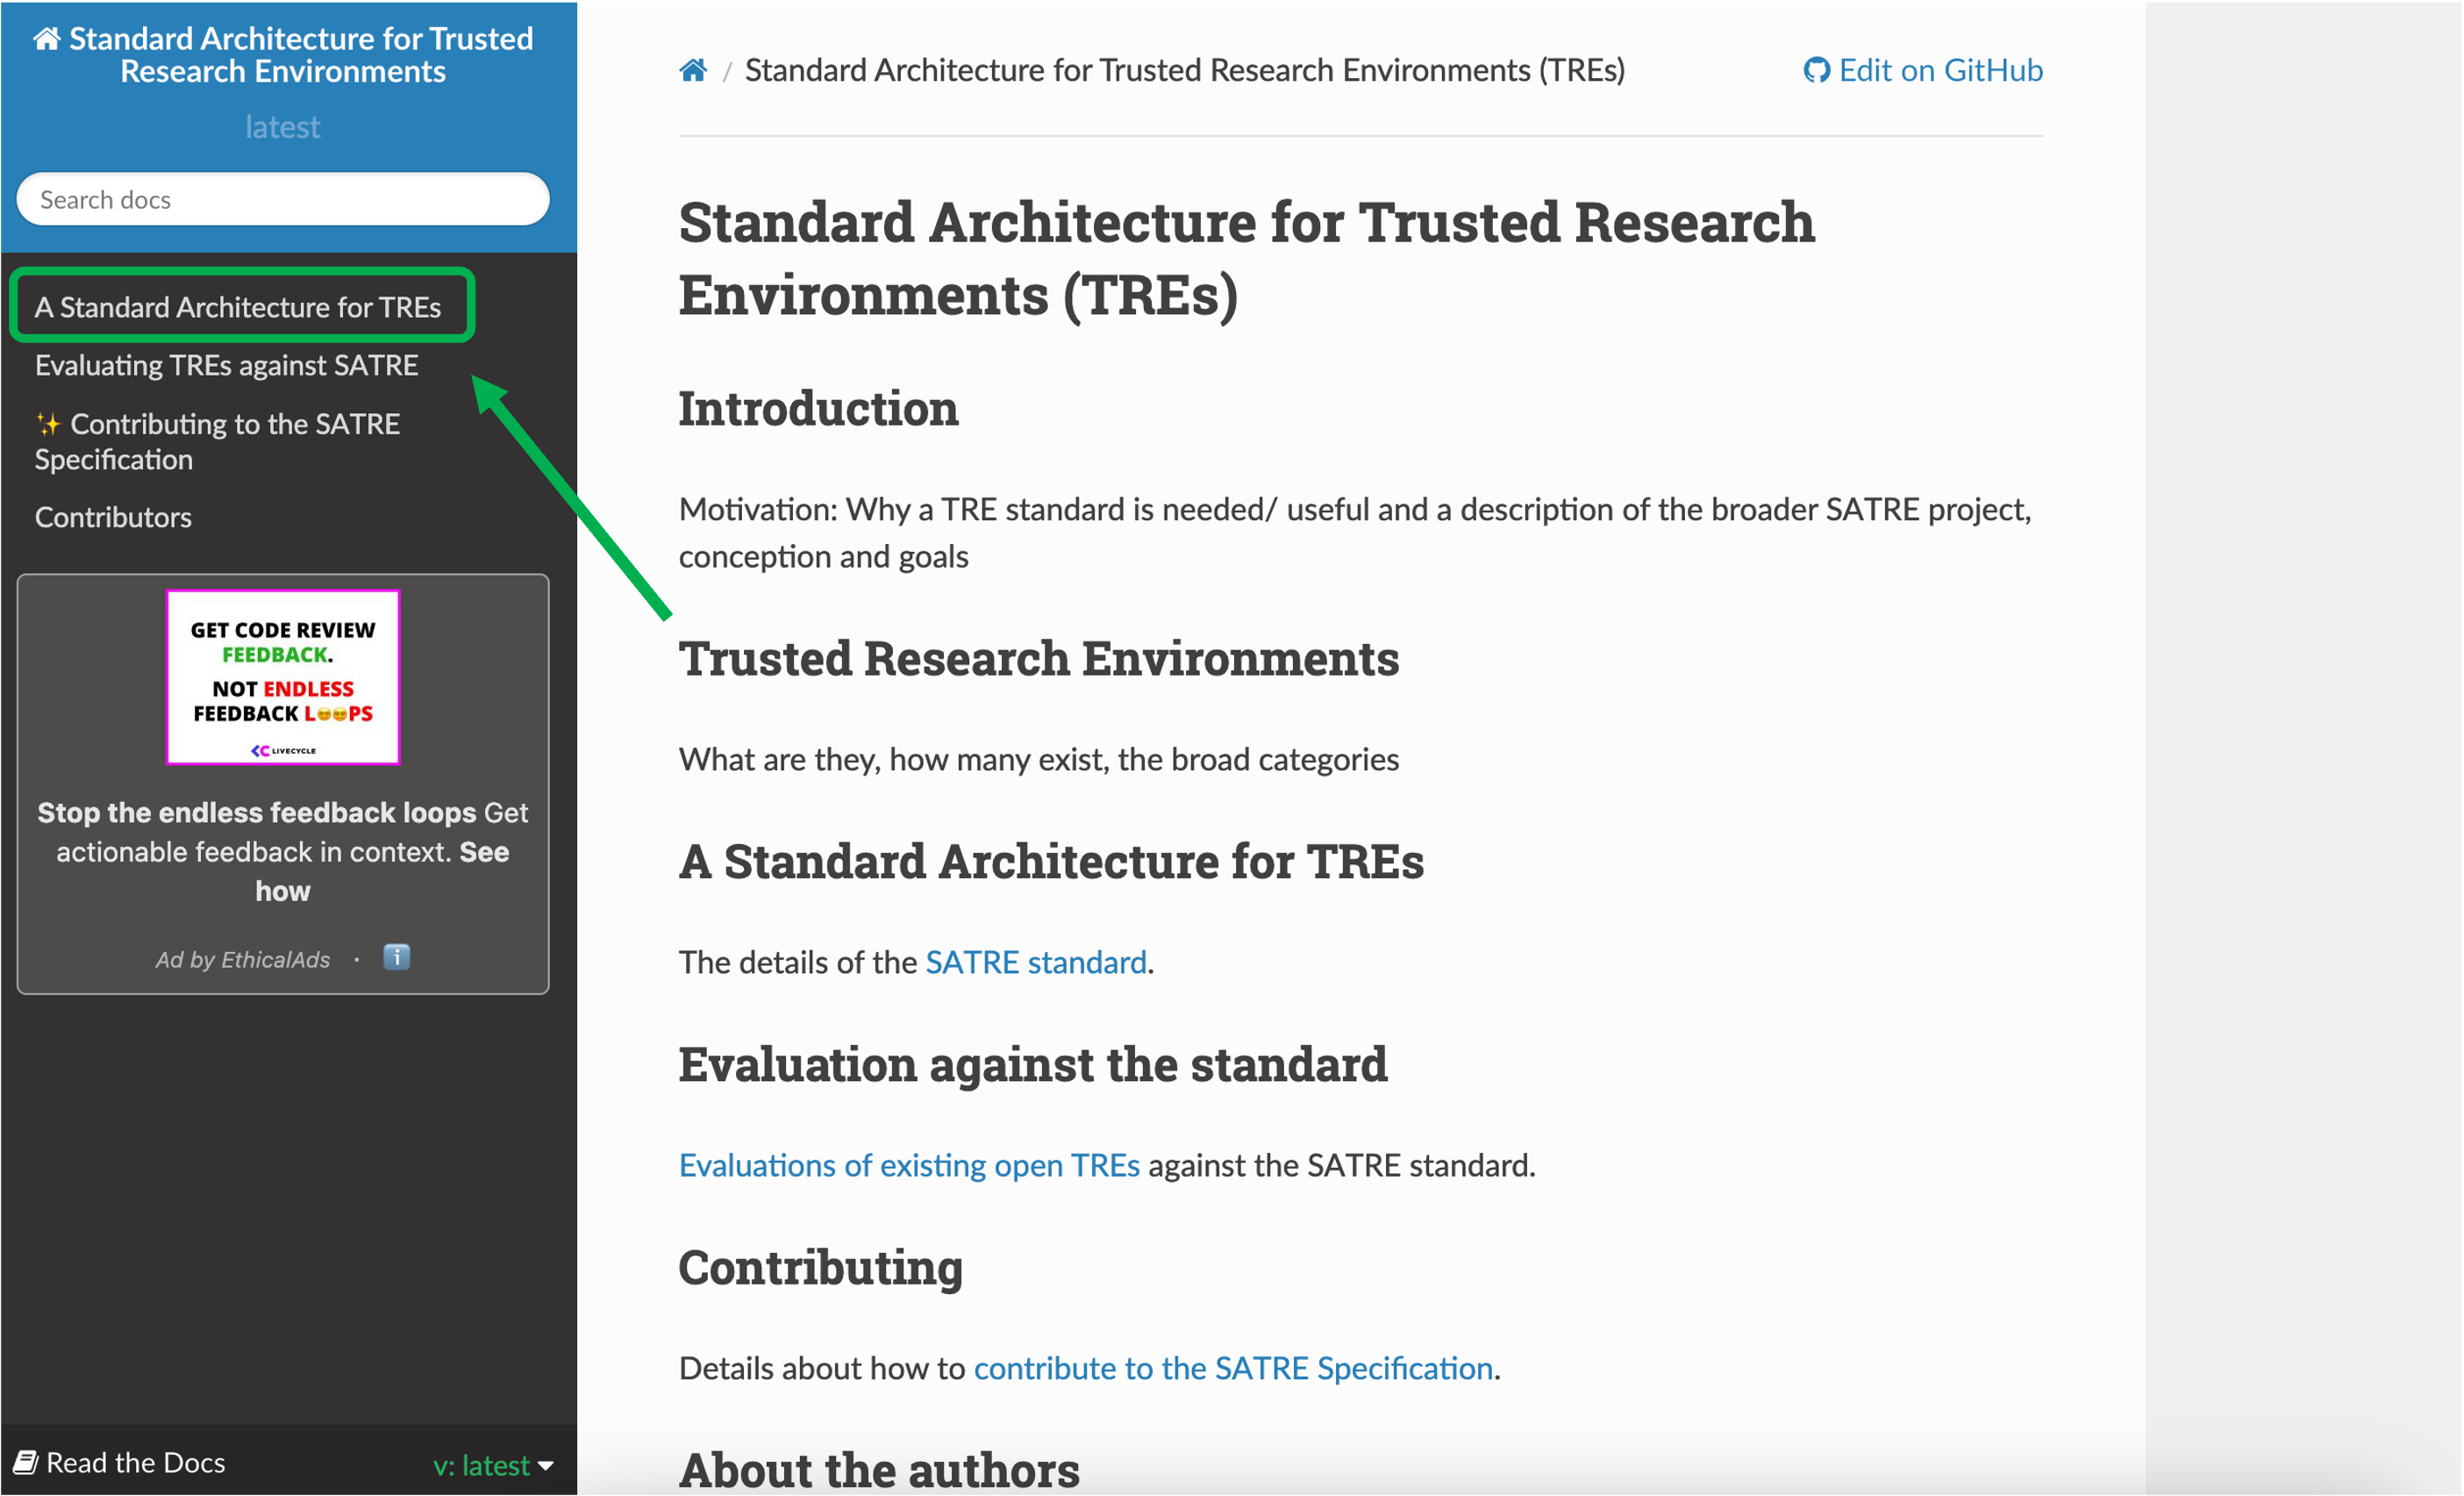 Standard Architecture for Trusted
Research Environments
latest
Search docs
A Standard Architecture for TREs
Evaluating TREs against SATRE
✨ Contributing to the SATRE
Specification
Contributors
GET CODE REVIEW
FEEDBACK.
NOT ENDLESS
FEEDBACK L😎😎PS
LIVECYCLE
Stop the endless feedback loops Get
actionable feedback in context. See
how
Ad by EthicalAds · ℹ️
Read the Docs
v: latest
/ Standard Architecture for Trusted Research Environments (TREs)
Edit on GitHub
Standard Architecture for Trusted Research
Environments (TREs)
Introduction
Motivation: Why a TRE standard is needed/ useful and a description of the broader SATRE project,
conception and goals
Trusted Research Environments
What are they, how many exist, the broad categories
A Standard Architecture for TREs
The details of the SATRE standard.
Evaluation against the standard
Evaluations of existing open TREs against the SATRE standard.
Contributing
Details about how to contribute to the SATRE Specification.
About the authors